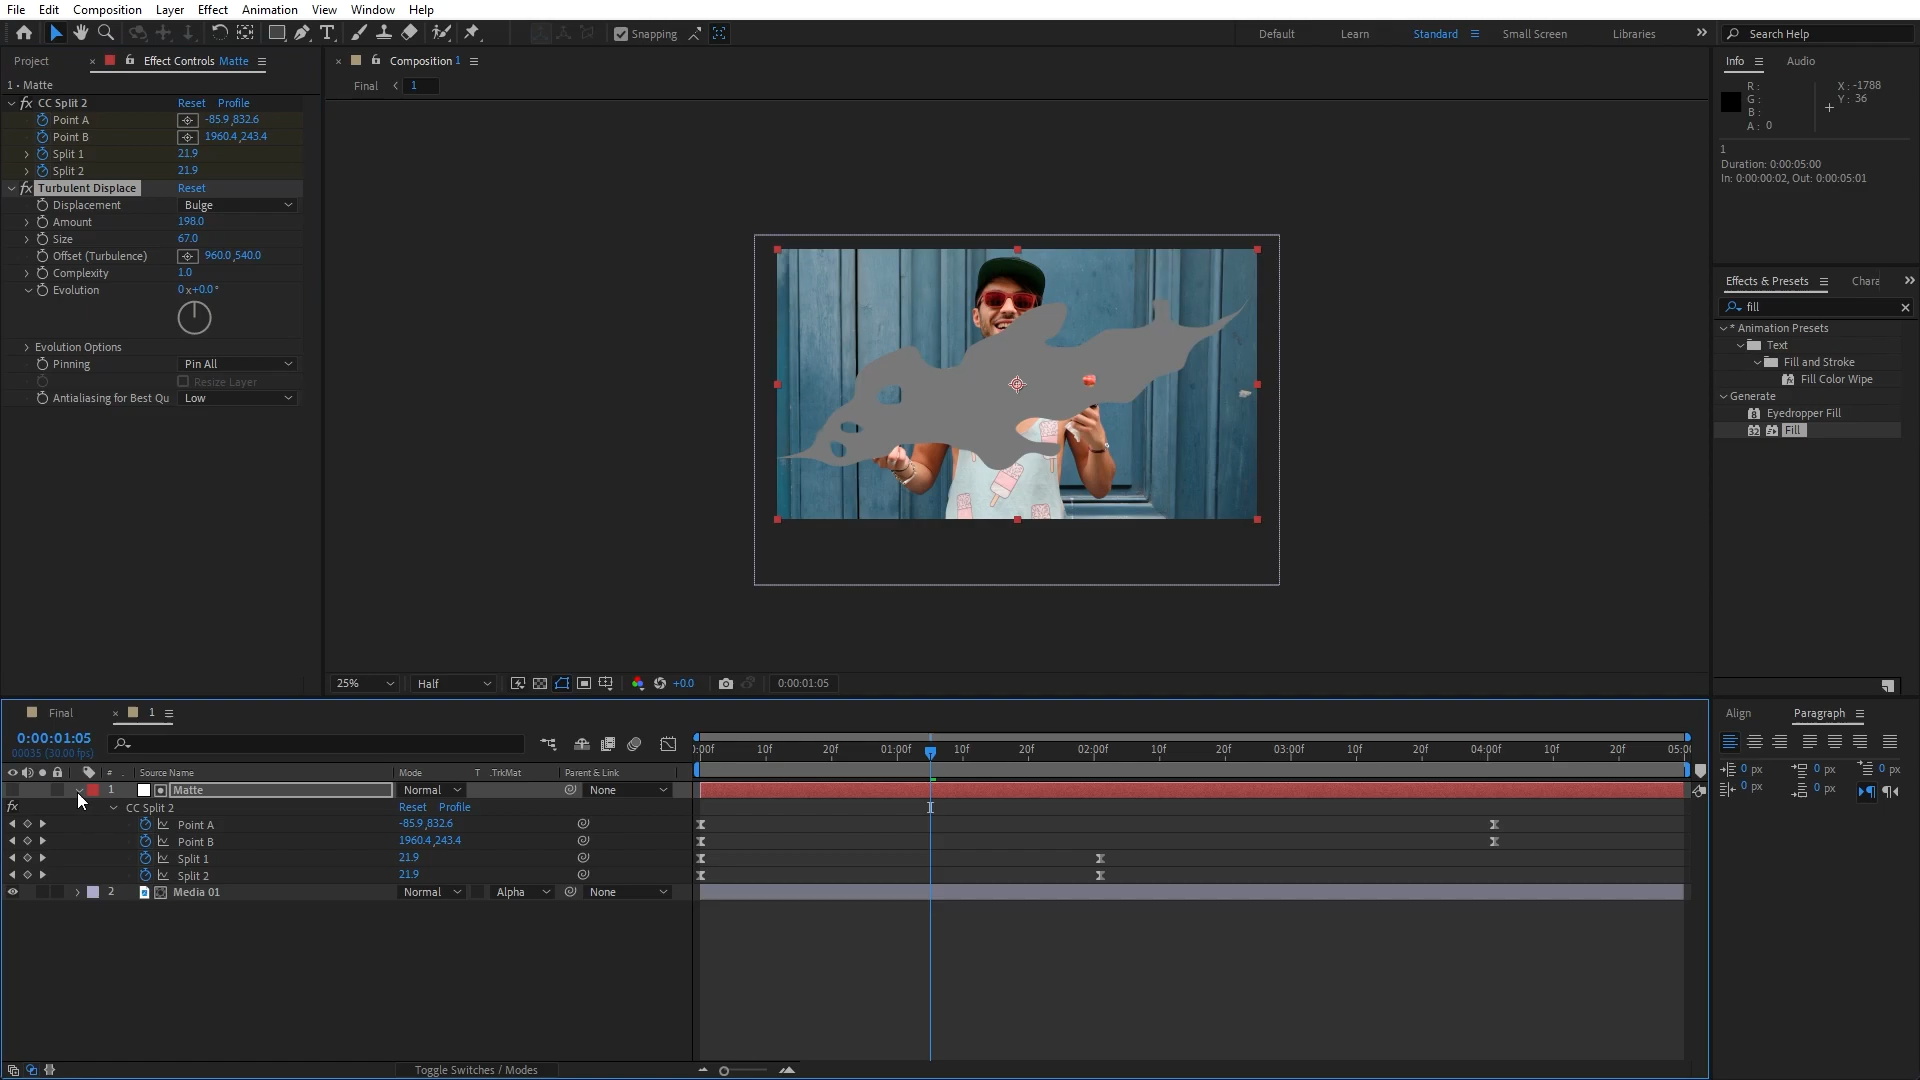 File Edit Composition Layer Effect Animation View Window Help
Snapping
Default Learn Standard Small Screen Libraries
Search Help
Project Effect Controls Matte
1 • Matte
CC Split 2 Reset Profile
Point A -85.9,832.6
Point B 1960.4,243.4
Split 1 21.9
Split 2 21.9
Turbulent Displace Reset
Displacement Bulge
Amount 198.0
Size 67.0
Offset (Turbulence) 960.0,540.0
Complexity 1.0
Evolution 0x+0.0°
Evolution Options
Pinning Pin All
Resize Layer
Antialiasing for Best Qu Low
Composition 1
Final 1
25% Half +0.0 0:00:01:05
Info Audio
R :
G :
B :
A : 0
X : -1788
Y : 36
1
Duration: 0:00:05:00
In: 0:00:00:02, Out: 0:00:05:01
Effects & Presets Chara
fill
* Animation Presets
Text
Fill and Stroke
Fill Color Wipe
Generate
Eyedropper Fill
Fill
Final 1
0:00:01:05
00035 (30.00 fps)
:00f 10f 20f 01:00f 10f 20f 02:00f 10f 20f 03:00f 10f 20f 04:00f 10f 20f 05:00
# Source Name Mode T .TrkMat Parent & Link
1 Matte Normal None
CC Split 2 Reset Profile
Point A -85.9,832.6
Point B 1960.4,243.4
Split 1 21.9
Split 2 21.9
2 Media 01 Normal Alpha None
Toggle Switches / Modes
Align Paragraph
0 px 0 px 0 px
0 px 0 px